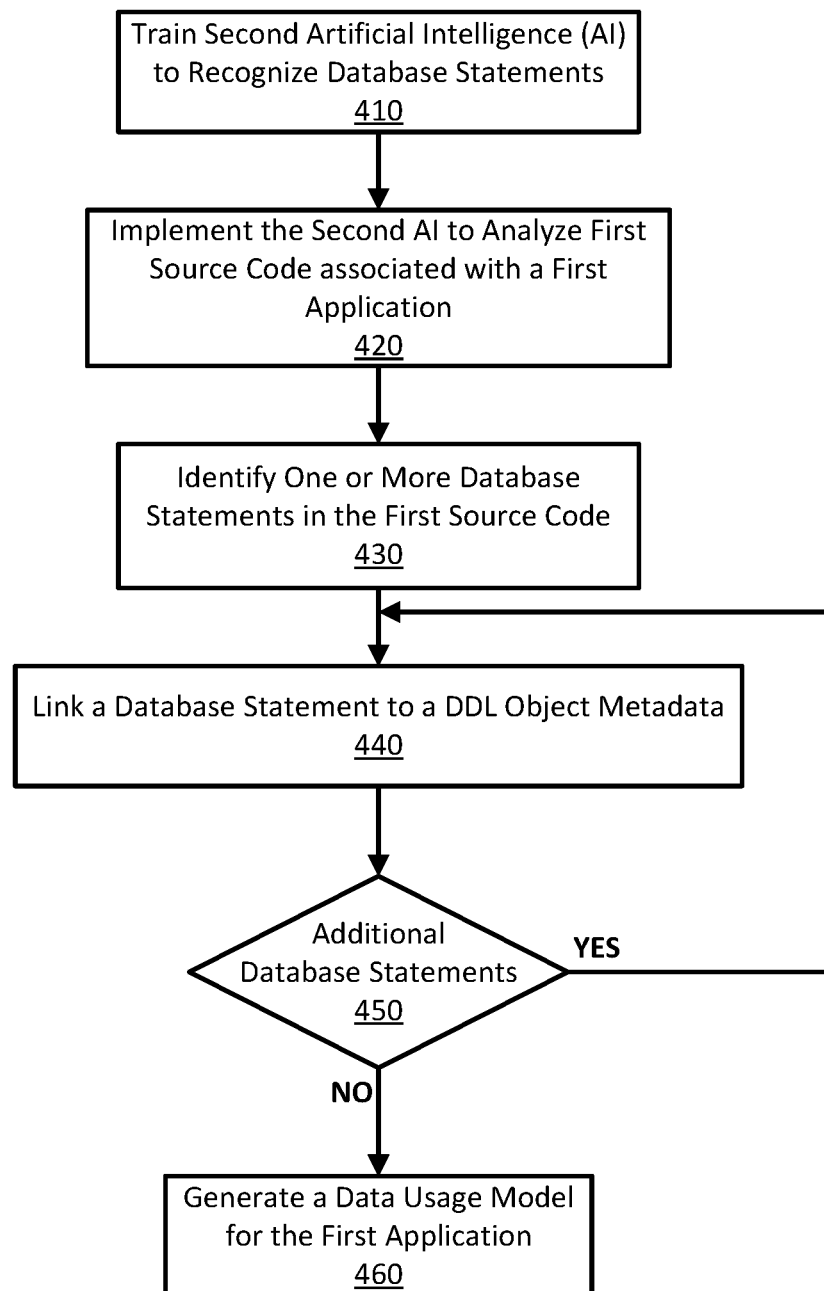 Train Second Artificial Intelligence (AI)
to Recognize Database Statements
410
Implement the Second AI to Analyze First
Source Code associated with a First
Application
420
Identify One or More Database
Statements in the First Source Code
430
Link a Database Statement to a DDL Object Metadata
440
Additional
Database Statements
450
YES
NO
Generate a Data Usage Model
for the First Application
460